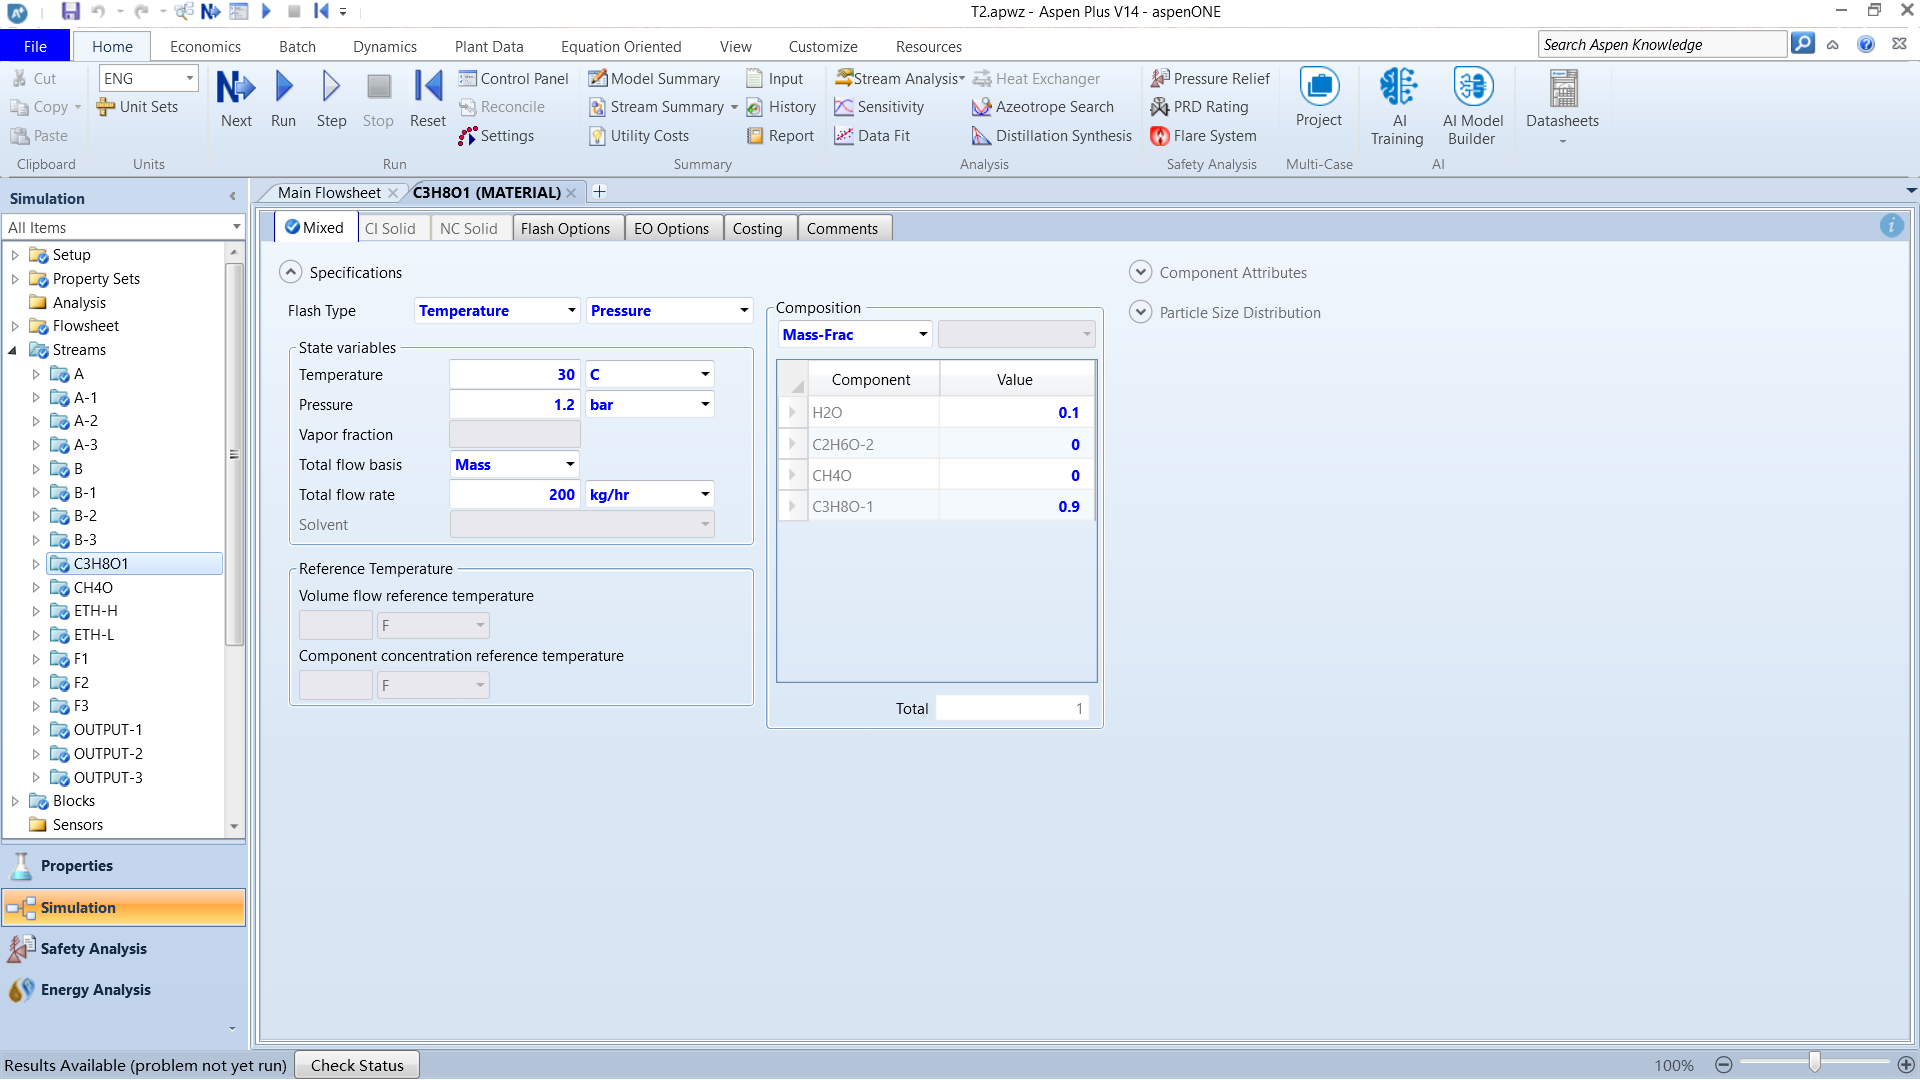 T2.apwz - Aspen Plus V14 - aspenONE
File Home Economics Batch Dynamics Plant Data Equation Oriented View Customize Resources Search Aspen Knowledge
Cut ENG Control Panel Model Summary Input Stream Analysis Heat Exchanger Pressure Relief
Copy Unit Sets Reconcile Stream Summary History Sensitivity Azeotrope Search PRD Rating
Paste Next Run Step Stop Reset Settings Utility Costs Report Data Fit Distillation Synthesis Flare System Project AI Training AI Model Builder Datasheets
Clipboard Units Run Summary Analysis Safety Analysis Multi-Case AI
Simulation
Main Flowsheet C3H8O1 (MATERIAL)
All Items
Mixed CI Solid NC Solid Flash Options EO Options Costing Comments
Setup
Property Sets
Analysis
Flowsheet
Streams
A
A-1
A-2
A-3
B
B-1
B-2
B-3
C3H8O1
CH4O
ETH-H
ETH-L
F1
F2
F3
OUTPUT-1
OUTPUT-2
OUTPUT-3
Blocks
Sensors
Properties
Simulation
Safety Analysis
Energy Analysis
Specifications
Flash Type Temperature Pressure
State variables
Temperature 30 C
Pressure 1.2 bar
Vapor fraction
Total flow basis Mass
Total flow rate 200 kg/hr
Solvent
Reference Temperature
Volume flow reference temperature
F
Component concentration reference temperature
F
Composition
Mass-Frac
Component Value
H2O 0.1
C2H6O-2 0
CH4O 0
C3H8O-1 0.9
Total 1
Component Attributes
Particle Size Distribution
Results Available (problem not yet run) Check Status 100%